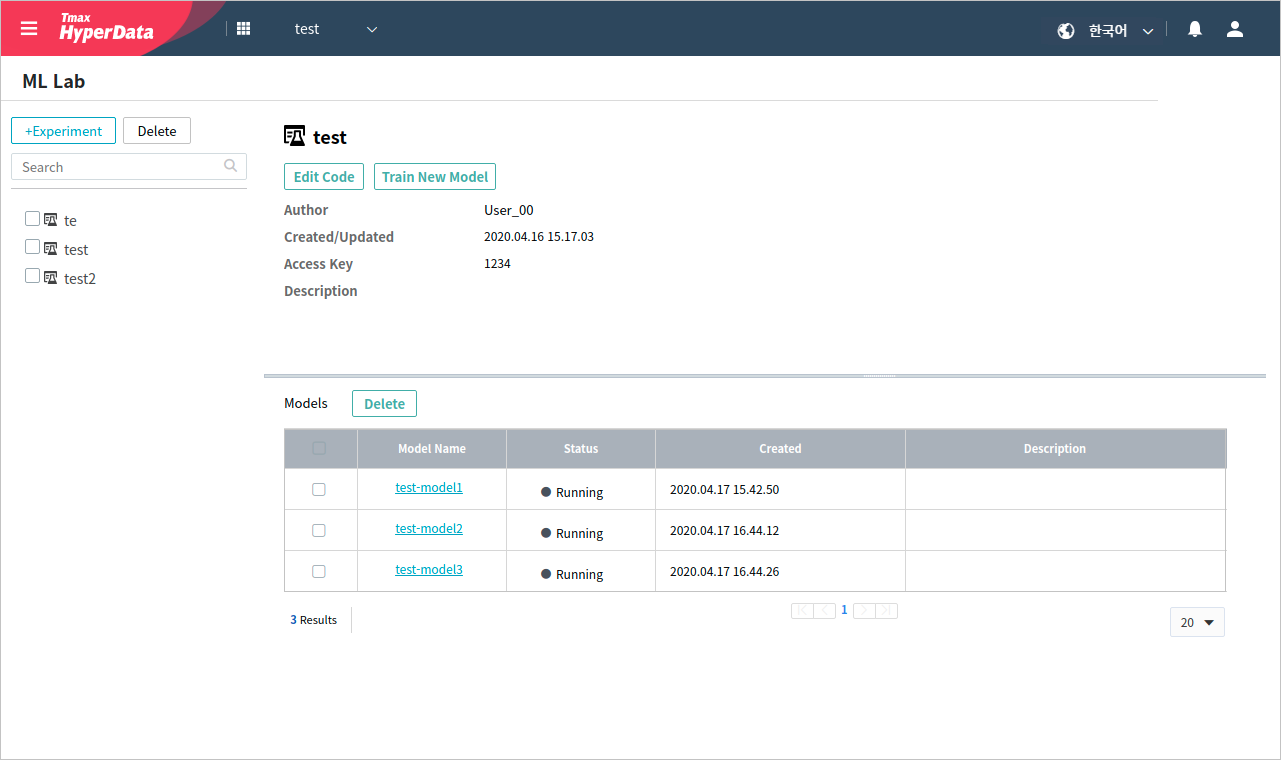 Tmax
HyperData
test
한국어
ML Lab
+Experiment
Delete
Search
te
test
test2
test
Edit Code
Train New Model
Author
User_00
Created/Updated
2020.04.16 15.17.03
Access Key
1234
Description
Models
Delete
Model Name
Status
Created
Description
test-model1
Running
2020.04.17 15.42.50
test-model2
Running
2020.04.17 16.44.12
test-model3
Running
2020.04.17 16.44.26
3 Results
1
20